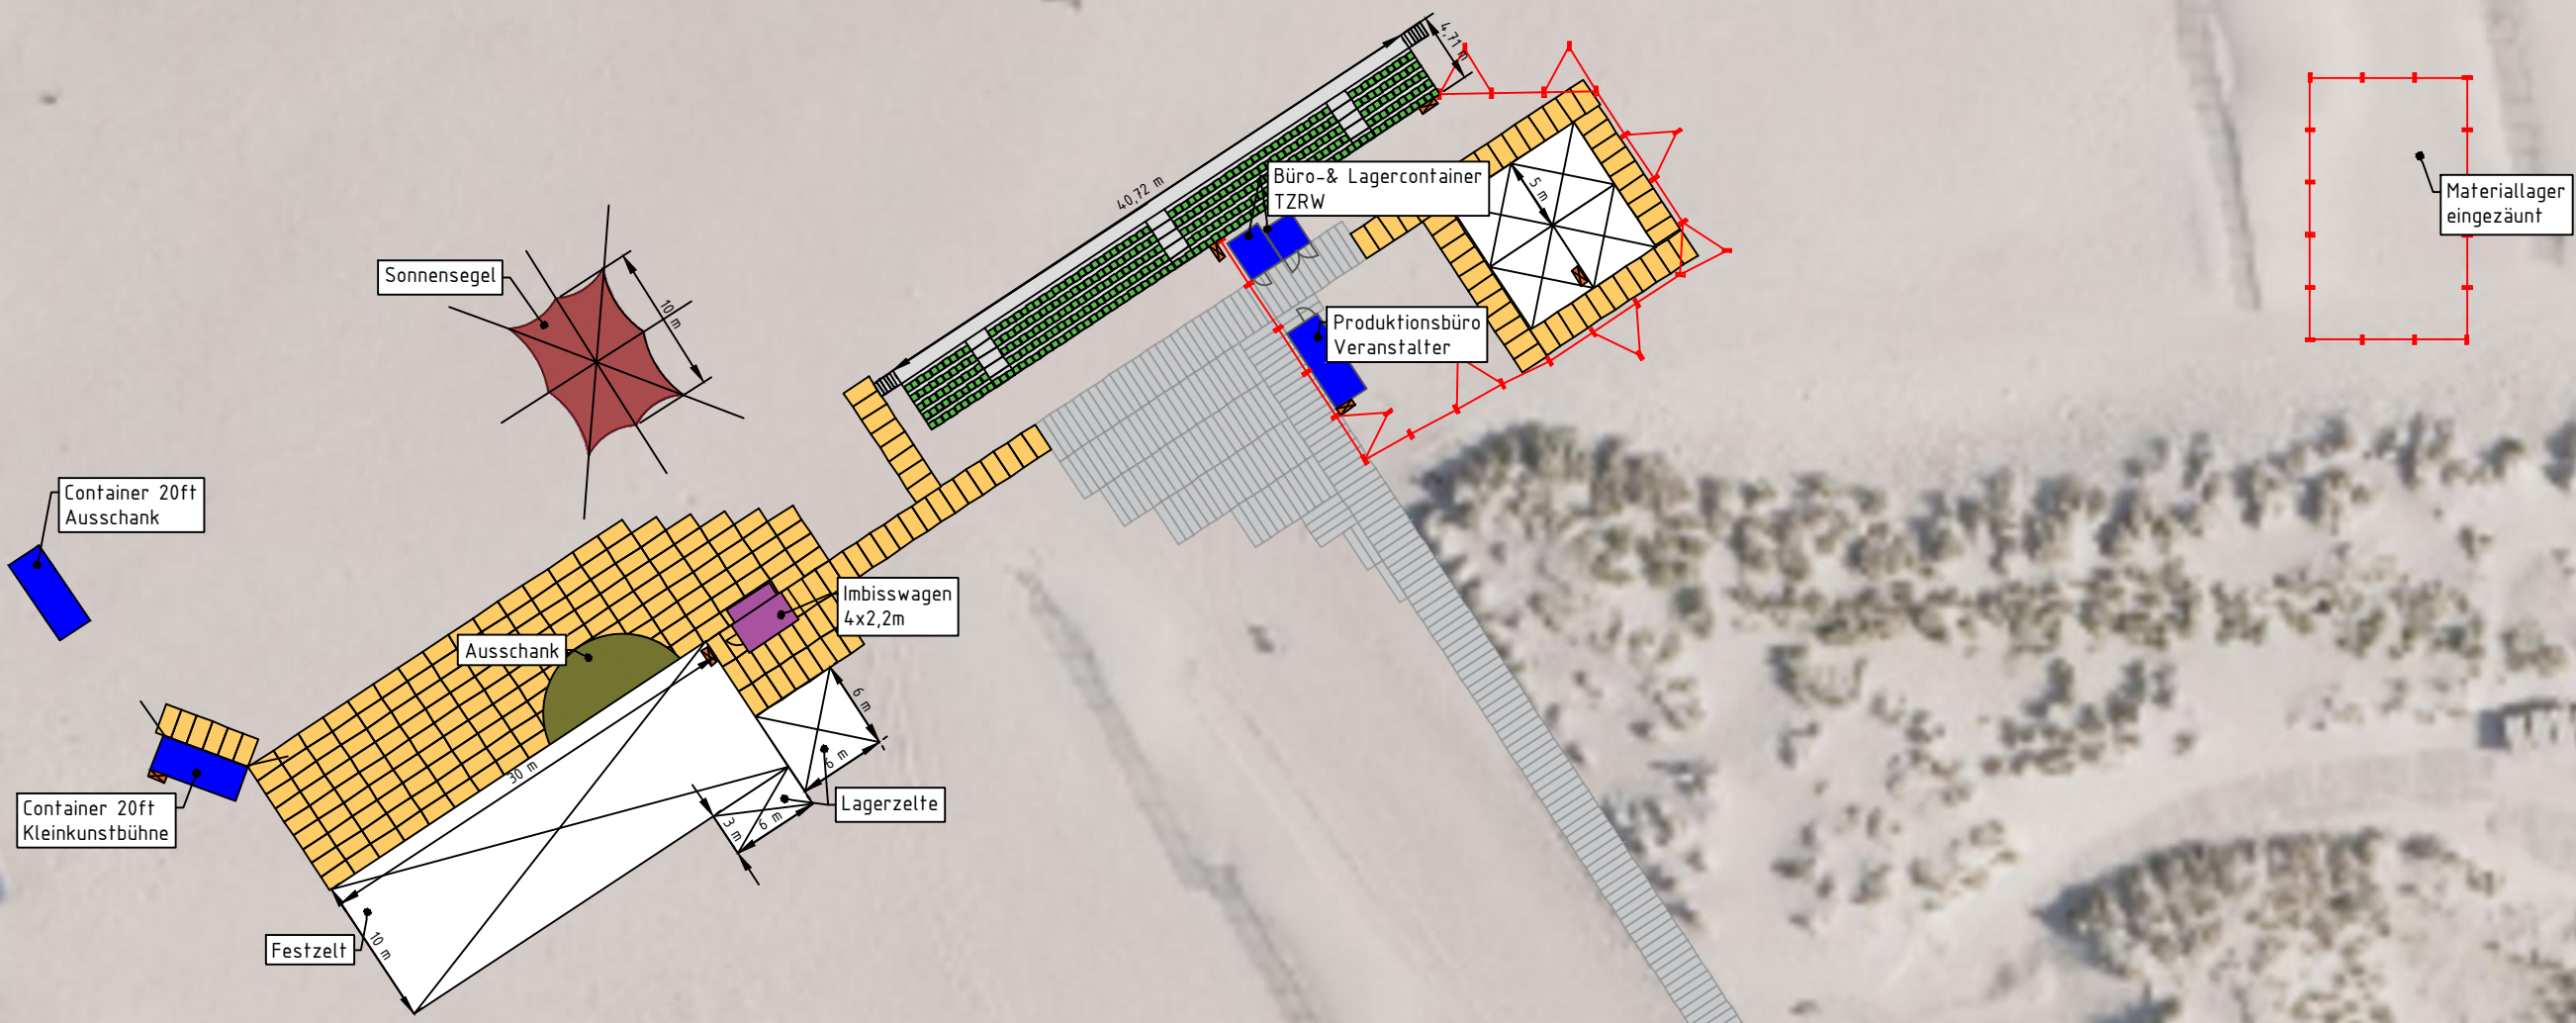 4,71 m
40,72 m
Büro-& Lagercontainer
TZRW
5 m
Materiallager
eingezäunt
Sonnensegel
10 m
Produktionsbüro
Veranstalter
Container 20ft
Ausschank
Imbisswagen
4x2,2m
Ausschank
6 m
6 m
30 m
Container 20ft
Kleinkunstbühne
Lagerzelte
3 m
6 m
Festzelt
10 m